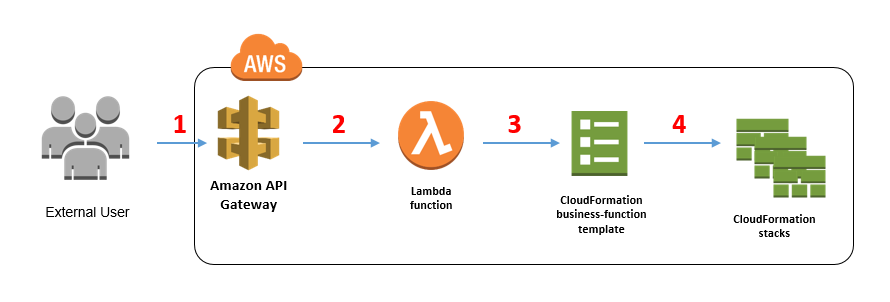 AWS
1
2
3
4
Amazon API
Gateway
Lambda
function
CloudFormation
business-function
template
CloudFormation
stacks
External User